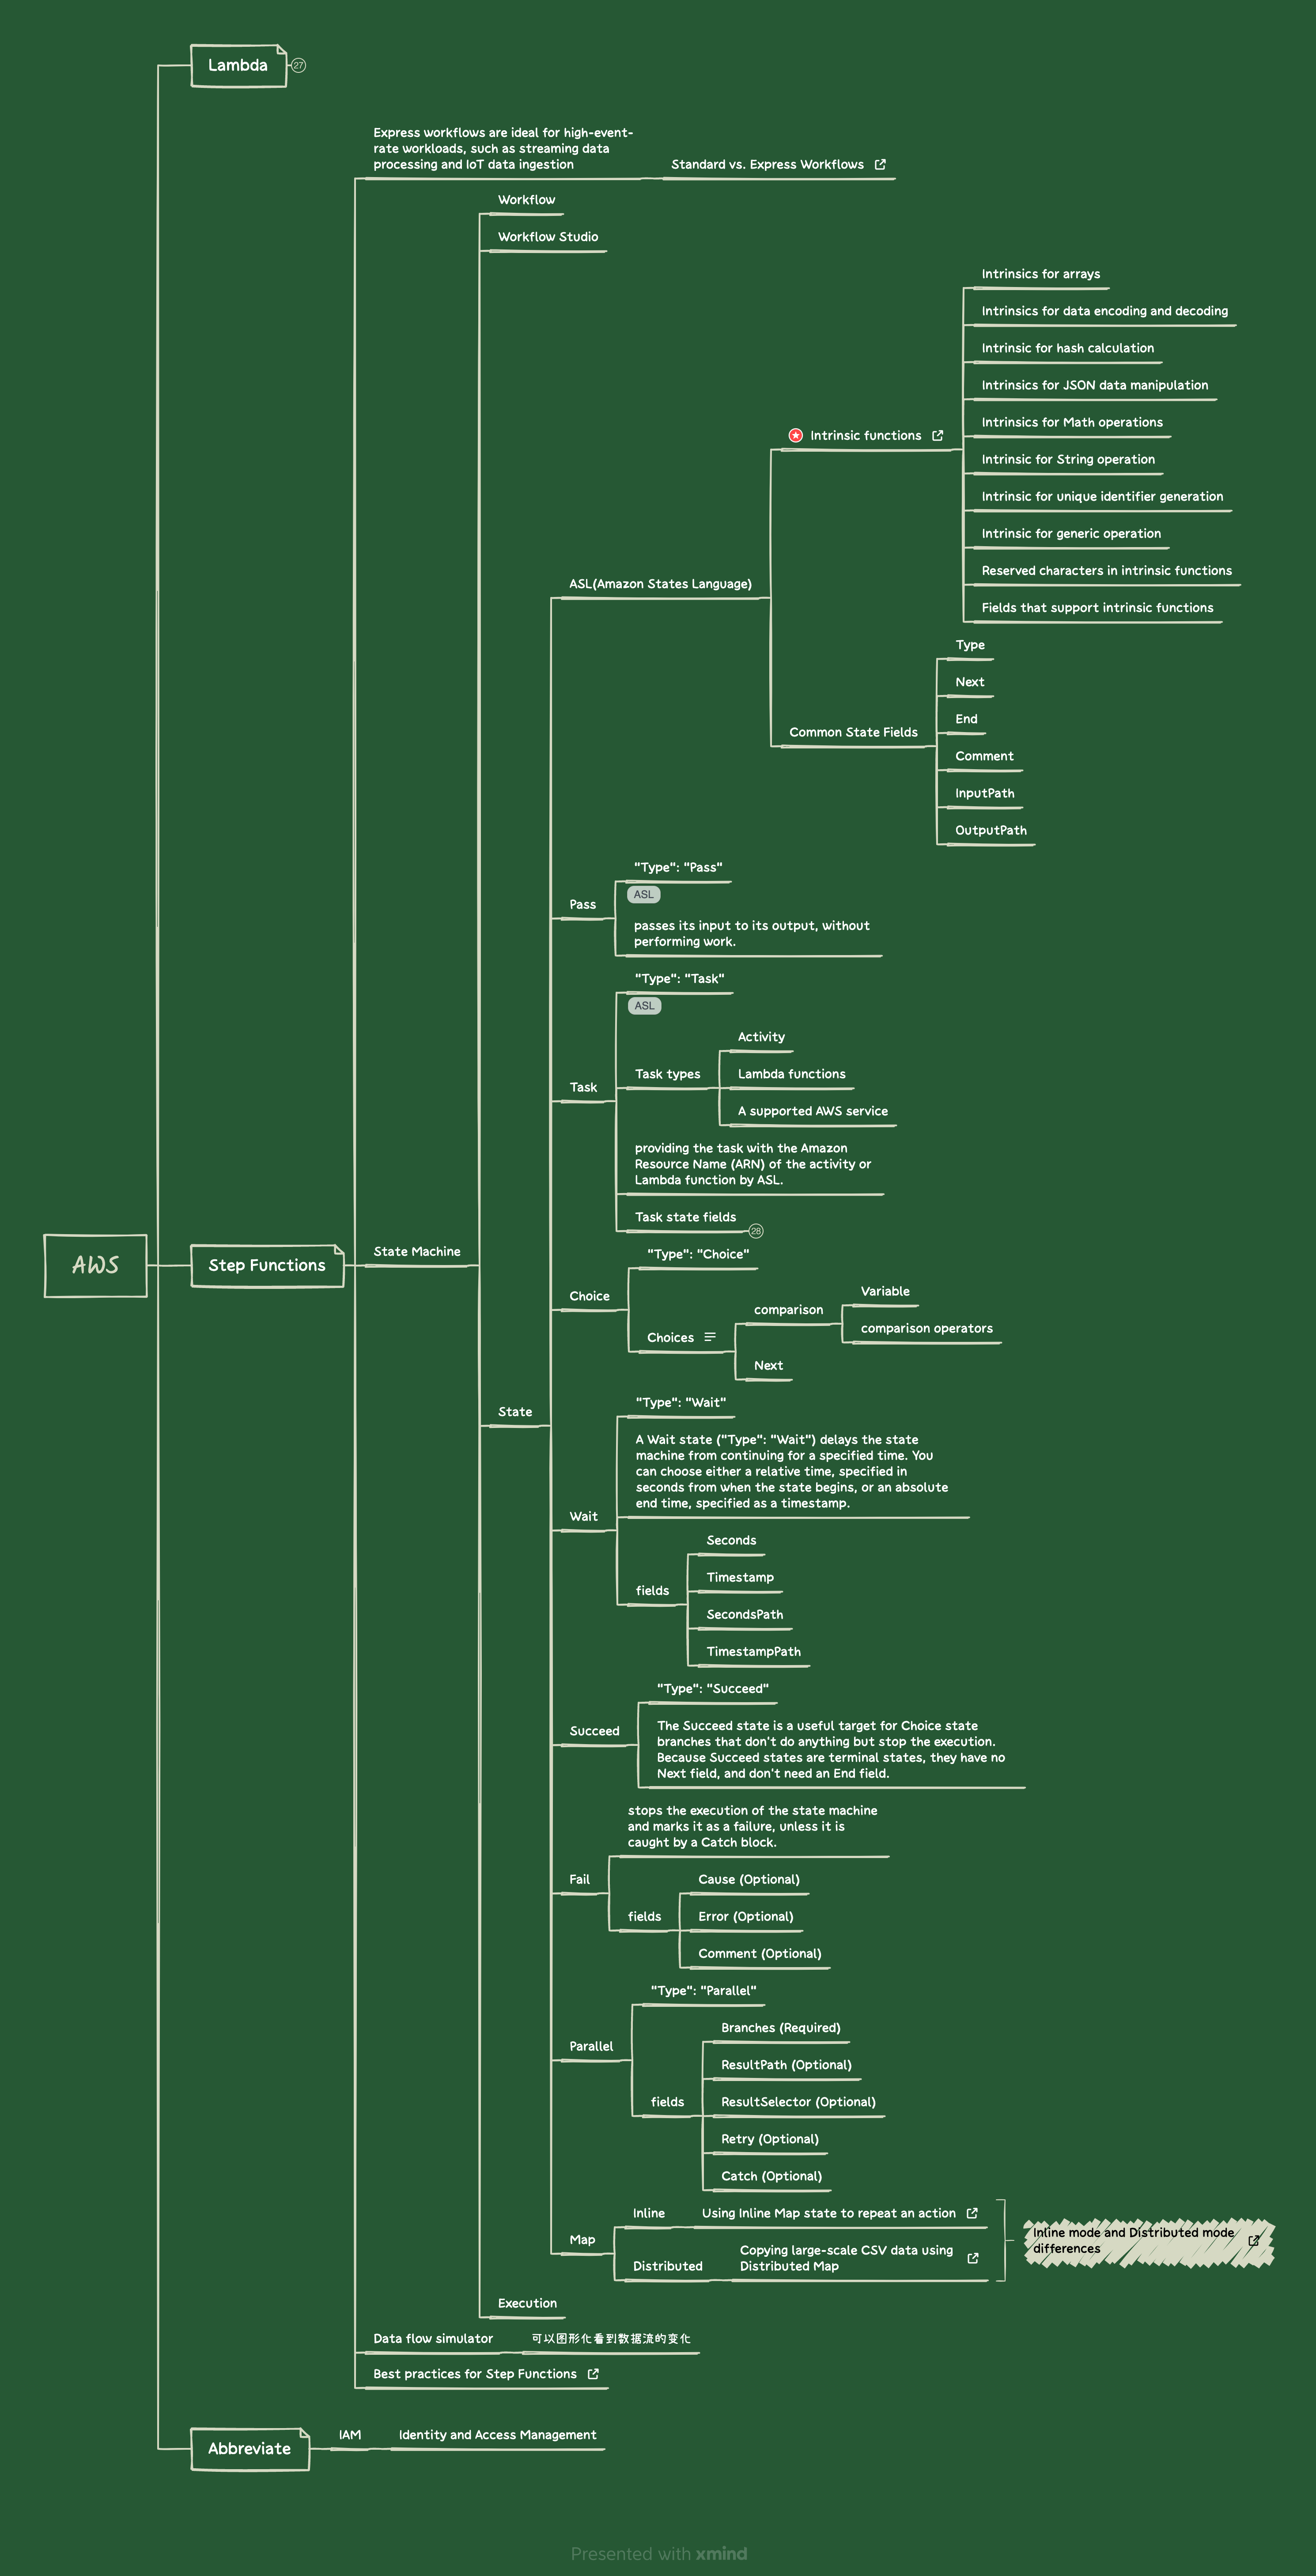 Lambda
27
Express workflows are ideal for high-event-
rate workloads, such as streaming data
processing and IoT data ingestion
Standard vs. Express Workflows
Workflow
Workflow Studio
Intrinsics for arrays
Intrinsics for data encoding and decoding
Intrinsic for hash calculation
Intrinsics for JSON data manipulation
Intrinsics for Math operations
Intrinsic functions
Intrinsic for String operation
Intrinsic for unique identifier generation
Intrinsic for generic operation
Reserved characters in intrinsic functions
ASL(Amazon States Language)
Fields that support intrinsic functions
Type
Next
End
Common State Fields
Comment
InputPath
OutputPath
"Type": "Pass"
ASL
Pass
passes its input to its output, without
performing work.
"Type": "Task"
ASL
Activity
Task types
Lambda functions
Task
A supported AWS service
providing the task with the Amazon
Resource Name (ARN) of the activity or
Lambda function by ASL.
Task state fields
28
AWS
Step Functions
State Machine
"Type": "Choice"
Choice
Variable
comparison
comparison operators
Choices
Next
State
"Type": "Wait"
A Wait state ("Type": "Wait") delays the state
machine from continuing for a specified time. You
can choose either a relative time, specified in
seconds from when the state begins, or an absolute
end time, specified as a timestamp.
Wait
Seconds
Timestamp
fields
SecondsPath
TimestampPath
"Type": "Succeed"
Succeed
The Succeed state is a useful target for Choice state
branches that don't do anything but stop the execution.
Because Succeed states are terminal states, they have no
Next field, and don't need an End field.
stops the execution of the state machine
and marks it as a failure, unless it is
caught by a Catch block.
Fail
Cause (Optional)
fields
Error (Optional)
Comment (Optional)
"Type": "Parallel"
Branches (Required)
Parallel
ResultPath (Optional)
fields
ResultSelector (Optional)
Retry (Optional)
Catch (Optional)
Inline
Using Inline Map state to repeat an action
Map
Inline mode and Distributed mode
differences
Distributed
Copying large-scale CSV data using
Distributed Map
Execution
Data flow simulator
可以图形化看到数据流的变化
Best practices for Step Functions
Abbreviate
IAM
Identity and Access Management
Presented with xmind